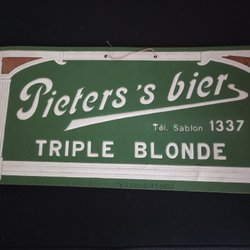 Pieters's bier
Tél. Sablon 1337
TRIPLE BLONDE